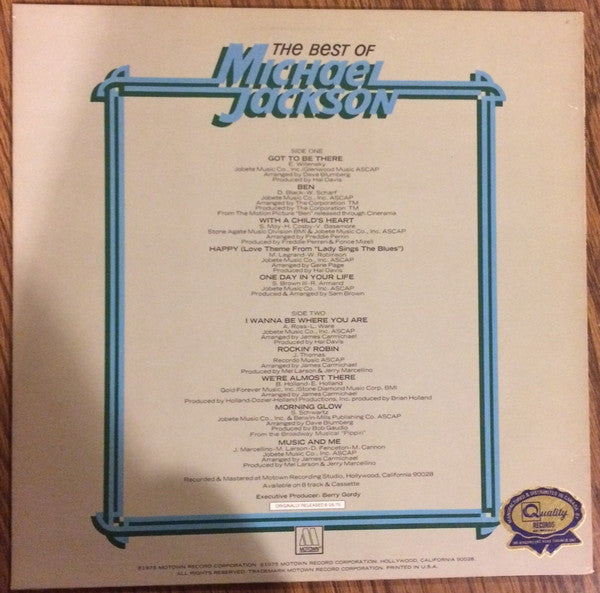 THE BEST OF
Michael
Jackson
SIDE ONE
GOT TO BE THERE
E. Willensky
Jobete Music Co., Inc./Glenwood Music ASCAP
Arranged by Dave Blumberg
Produced by Hal Davis
BEN
D. Black-W. Scharf
Jobete Music Co., Inc. ASCAP
Arranged by The Corporation TM
Produced by The Corporation TM
From The Motion Picture "Ben" released through Cinerama
WITH A CHILD'S HEART
S. Moy-H. Cosby-V. Basemore
Stone Agate Music Division BMI & Jobete Music Co., Inc. ASCAP
Arranged by Freddie Perren
Produced by Freddie Perren & Fonce Mizell
HAPPY (Love Theme From "Lady Sings The Blues")
M. Legrand-W. Robinson
Jobete Music Co., Inc. ASCAP
Arranged by Gene Page
Produced by Hal Davis
ONE DAY IN YOUR LIFE
S. Brown III-R. Armand
Jobete Music Co., Inc. ASCAP
Produced & Arranged by Sam Brown
SIDE TWO
I WANNA BE WHERE YOU ARE
A. Ross-L. Ware
Jobete Music Co., Inc. ASCAP
Arranged by James Carmichael
Produced by Hal Davis
ROCKIN' ROBIN
J. Thomas
Recordo Music ASCAP
Arranged by James Carmichael
Produced by Mel Larson & Jerry Marcellino
WE'RE ALMOST THERE
B. Holland-E. Holland
Gold Forever Music, Inc./Stone Diamond Music Corp. BMI
Arranged by James Carmichael
Produced by Holland-Dozier-Holland Productions, Inc. produced by Brian Holland
MORNING GLOW
S. Schwartz
Jobete Music Co., Inc. & Belwin-Mills Publishing Co. ASCAP
Arranged by Dave Blumberg
Produced by Bob Gaudio
From the Broadway Musical "Pippin"
MUSIC AND ME
J. Marcellino-M. Larson-D. Fenceton-M. Cannon
Jobete Music Co., Inc. ASCAP
Arranged by James Carmichael
Produced by Mel Larson & Jerry Marcellino
Recorded & Mastered at Motown Recording Studio, Hollywood, California 90028
Available on 8 track & Cassette
Executive Producer: Berry Gordy
ORIGINALLY RELEASED
M
MOTOWN
©1975 MOTOWN RECORD CORPORATION ℗1975 MOTOWN RECORD CORPORATION, HOLLYWOOD, CALIFORNIA 90028.
ALL RIGHTS RESERVED. TRADEMARK MOTOWN RECORD CORPORATION. PRINTED IN U.S.A.
Quality
RECORDS